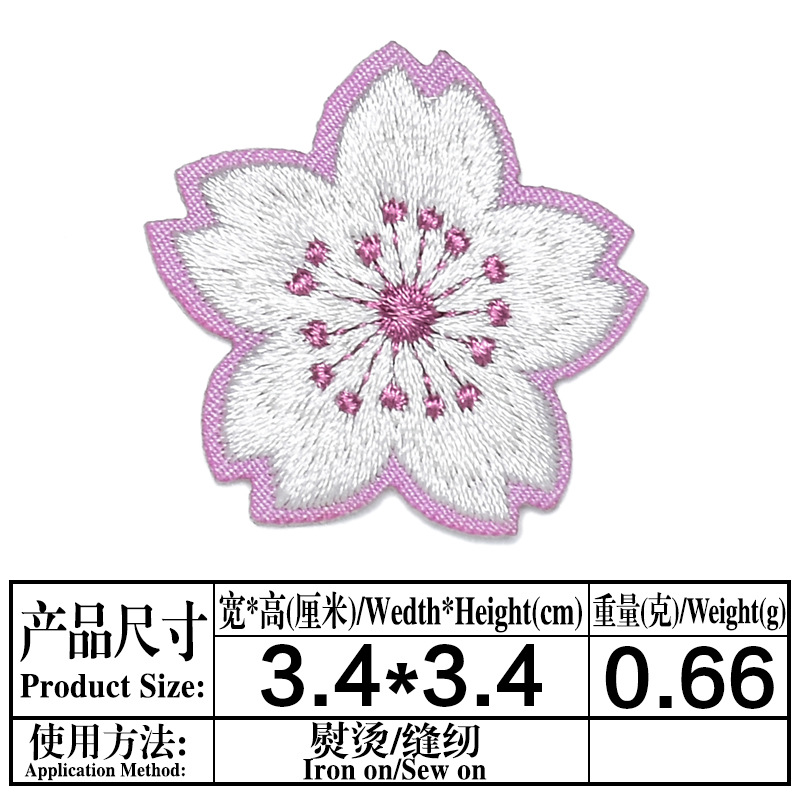 产品尺寸
Product Size:
宽*高(厘米)/Wedth*Height(cm)
重量(克)/Weight(g)
3.4*3.4
0.66
使用方法:
Application Method:
熨烫/缝纫
Iron on/Sew on